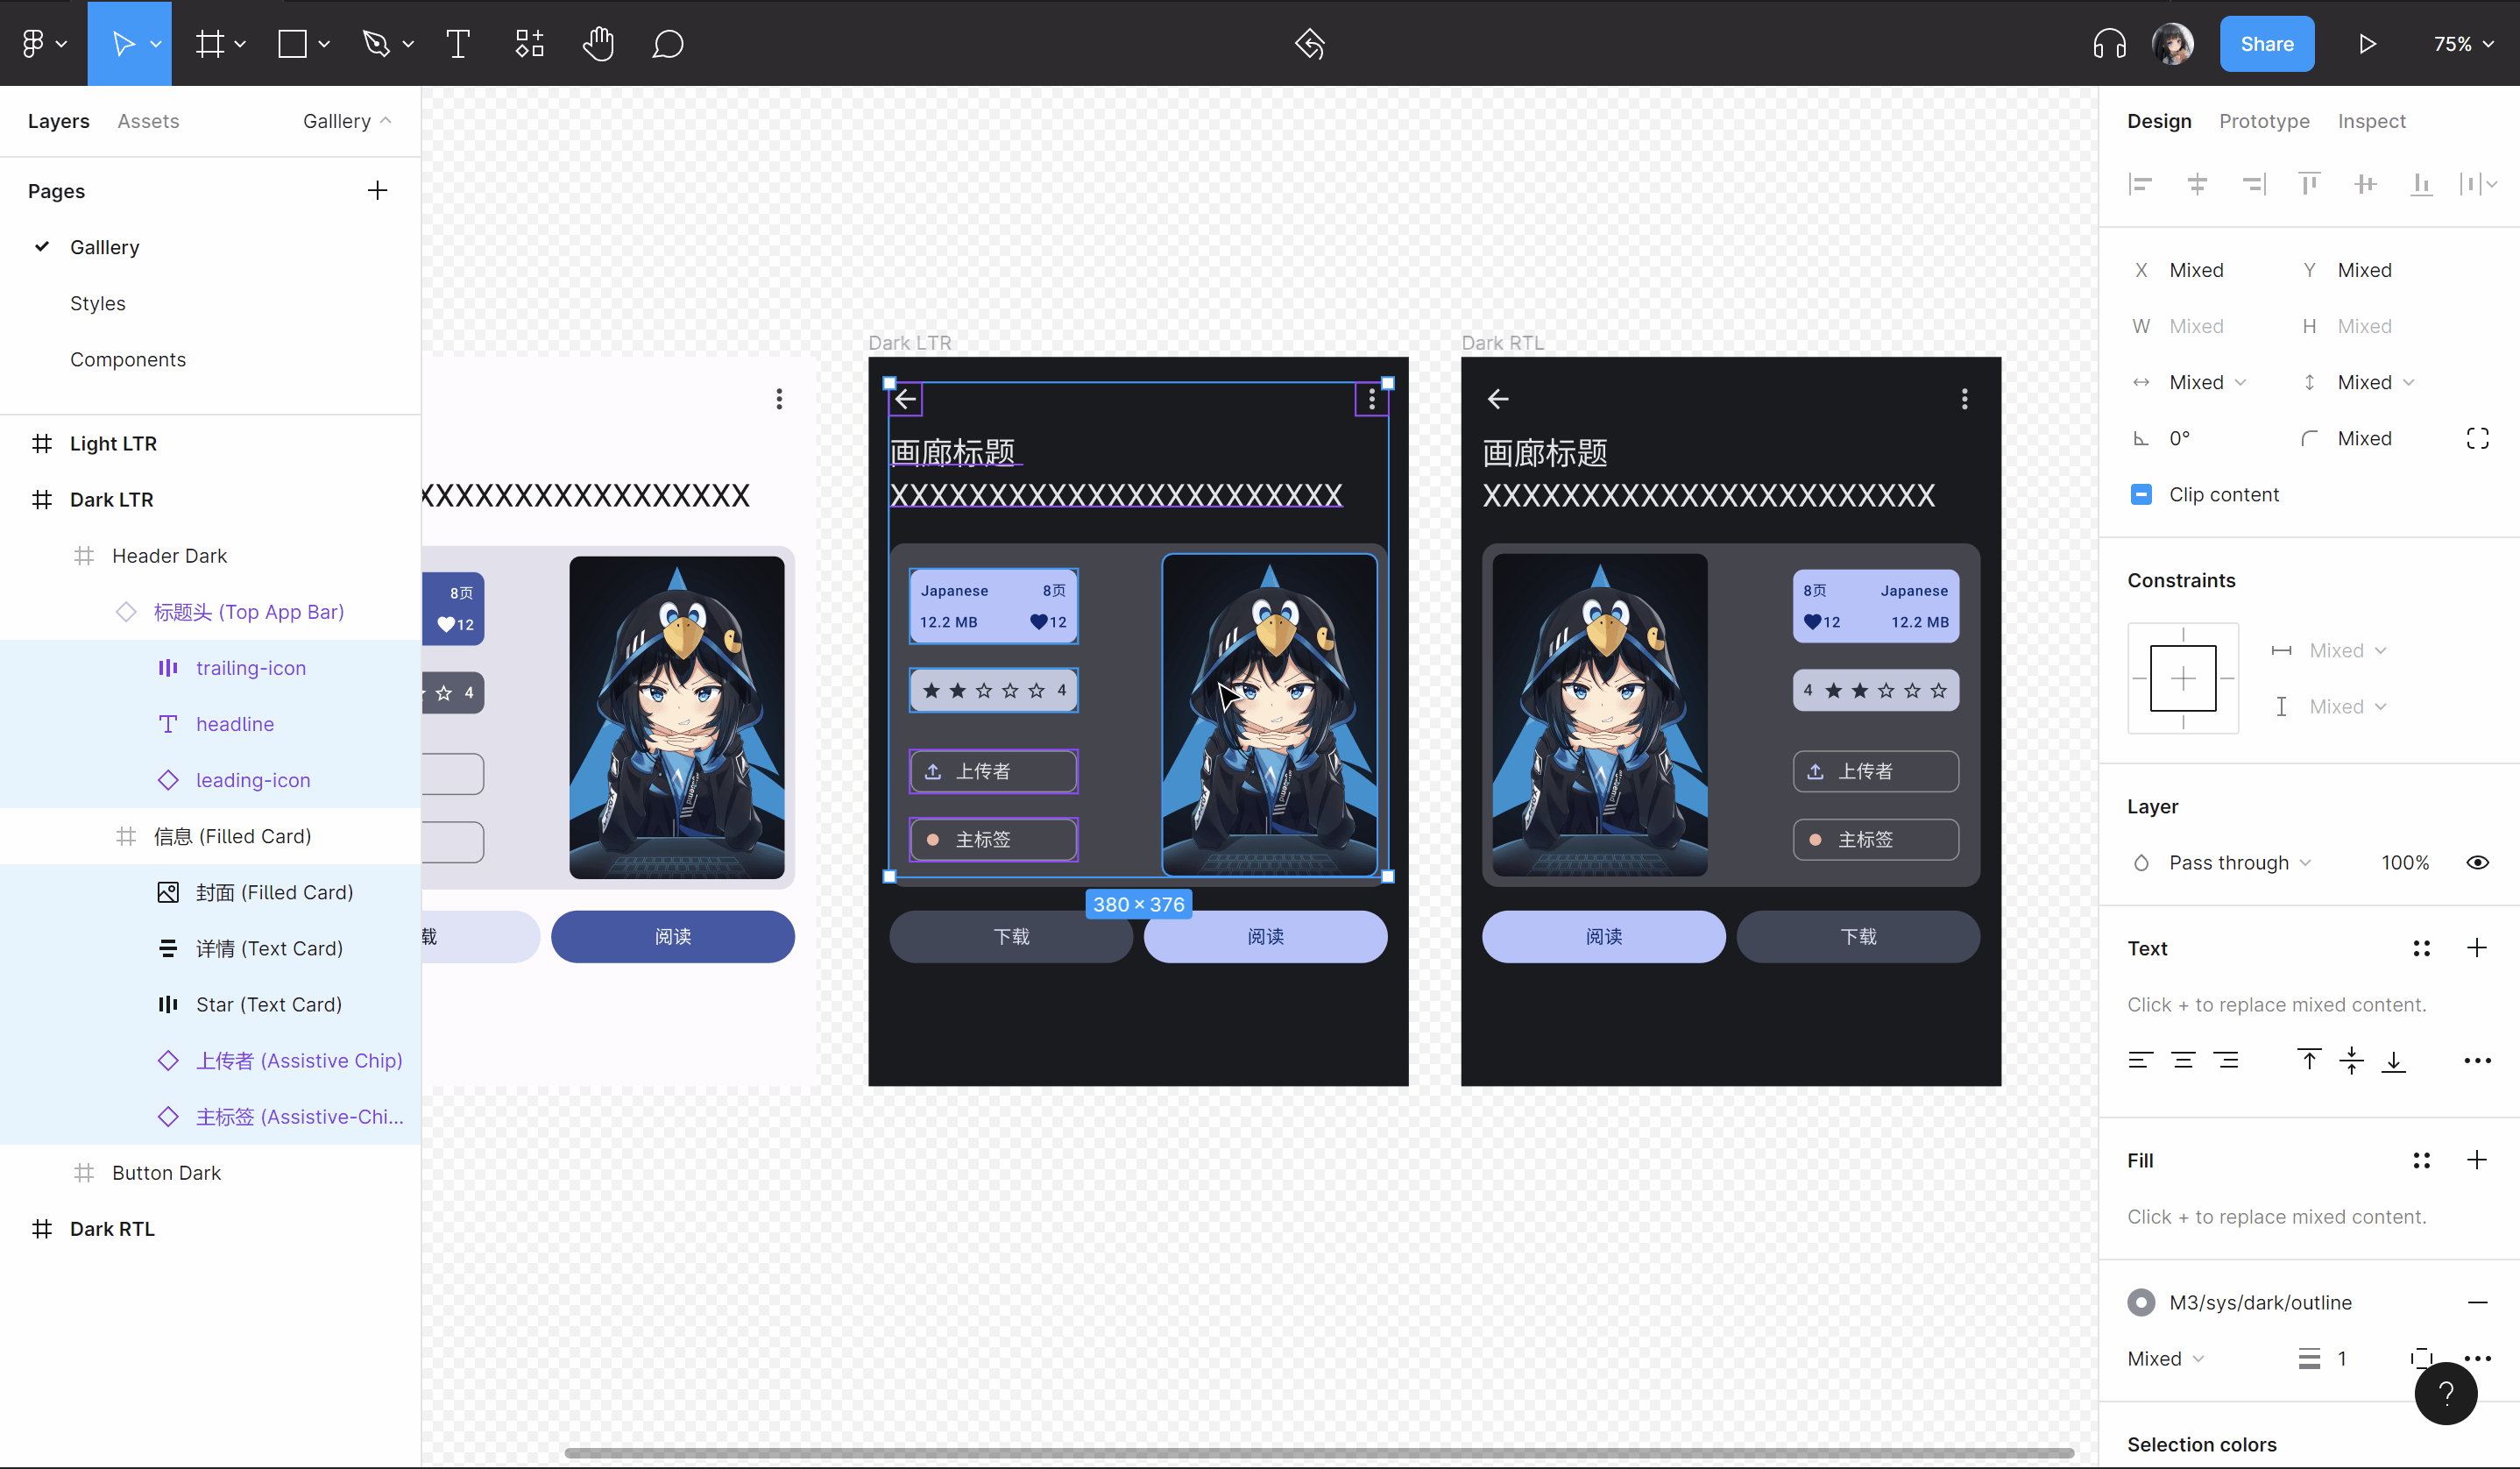 Share
75%
Layers
Assets
Galllery
Pages
Galllery
Styles
Components
Light LTR
Dark LTR
Header Dark
标题头 (Top App Bar)
trailing-icon
headline
leading-icon
信息 (Filled Card)
封面 (Filled Card)
详情 (Text Card)
Star (Text Card)
上传者 (Assistive Chip)
主标签 (Assistive-Chi...
Button Dark
Dark RTL
XXXXXXXXXXXXXXXXX
8页
12
4
载
阅读
Dark LTR
画廊标题
XXXXXXXXXXXXXXXXXXXXXXX
Japanese 8页
12.2 MB 12
4
上传者
主标签
380 × 376
下载
阅读
Dark RTL
画廊标题
XXXXXXXXXXXXXXXXXXXXXXX
8页 Japanese
12 12.2 MB
4
上传者
主标签
阅读
下载
Design
Prototype
Inspect
X Mixed Y Mixed
W Mixed H Mixed
Mixed Mixed
0° Mixed
Clip content
Constraints
Mixed
Mixed
Layer
Pass through 100%
Text
Click + to replace mixed content.
Fill
Click + to replace mixed content.
M3/sys/dark/outline
Mixed 1
?
Selection colors